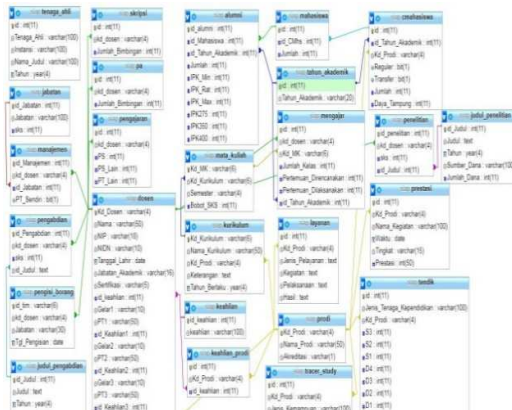 tenaga_ahli
id : int(11)
Tenaga_Ahli : varchar(100)
Instansi : varchar(100)
Nama_Judul : varchar(100)
Tahun : year(4)
jabatan
id_Jabatan : int(11)
Jabatan : varchar(100)
sks : int(11)
manajemen
id_Manajemen : int(11)
kd_dosen : varchar(4)
id_Jabatan : int(11)
PT_Sendiri : bit(1)
pengabdian
id_Pengabdian : int(11)
kd_dosen : varchar(4)
sks : int(11)
id_Judul : text
pengisi_borang
id_brn : varchar(6)
kd_dosen : varchar(4)
Jabatan : varchar(30)
Tgl_Pengisian : date
judul_pengabdian
id_Judul : int(11)
Judul : text
Tahun : year(4)
skripsi
id : int(11)
kd_dosen : varchar(4)
Jumlah_Bimbingan : int(11)
pa
id : int(11)
kd_dosen : varchar(4)
Jumlah_Bimbingan : int(11)
pengajaran
id : int(11)
kd_dosen : varchar(4)
PS : int(11)
PS_Lain : int(11)
PT_Lain : int(11)
dosen
Kd_Dosen : varchar(4)
Nama : varchar(50)
NIP : varchar(18)
NIDN : varchar(10)
Tanggal_Lahir : date
Jabatan_Akademik : varchar(16)
Sertifikasi : varchar(5)
id_keahlian : int(11)
Gelar1 : varchar(10)
PT1 : varchar(50)
id_Keahlian1 : int(11)
Gelar2 : varchar(10)
PT2 : varchar(50)
id_Keahlian2 : int(11)
Gelar3 : varchar(10)
PT3 : varchar(50)
id_Keahlian3 : int(11)
alumni
id_alumni : int(11)
id_Mahasiswa : int(11)
id_Tahun_Akademik : int(11)
Jumlah : int(11)
IPK_Min : int(11)
IPK_Rat : int(11)
IPK_Max : int(11)
IPK275 : int(11)
IPK350 : int(11)
IPK400 : int(11)
mata_kuliah
Kd_MK : varchar(6)
Kd_Kurikulum : varchar(6)
Semester : varchar(4)
Bobot_SKS : int(11)
kurikulum
Kd_Kurikulum : varchar(6)
Nama_Kurikulum : varchar(50)
Kd_Prodi : varchar(4)
Keterangan : text
Tahun_Berlaku : year(4)
keahlian
id_keahlian : int(11)
keahlian : varchar(100)
keahlian_prodi
id_keahlian : int(11)
Kd_Prodi : varchar(4)
mahasiswa
id : int(11)
id_CMhs : int(11)
Jumlah : int(11)
tahun_akademik
id : int(11)
Tahun_Akademik : varchar(20)
mengajar
id : int(11)
kd_dosen : varchar(4)
Kd_MK : varchar(6)
Jumlah_Kelas : int(11)
Pertemuan_Direncanakan : int(11)
Pertemuan_Dilaksanakan : int(11)
id_Tahun_Akademik : int(11)
layanan
id : int(11)
Kd_Prodi : varchar(4)
Jenis_Pelayanan : text
Kegiatan : text
Pelaksanaan : text
Hasil : text
prodi
Kd_Prodi : varchar(4)
Nama_Prodi : varchar(50)
Akreditasi : varchar(1)
tracer_study
id : int(11)
Kd_Prodi : varchar(4)
Jenis_Kemampuan : varchar(100)
cmahasiswa
id : int(11)
id_Tahun_Akademik : int(11)
Kd_Prodi : varchar(4)
Reguler : bit(1)
Transfer : bit(1)
Jumlah : int(11)
Daya_Tampung : int(11)
penelitian
id_penelitian : int(11)
kd_dosen : varchar(4)
sks : int(11)
id_Judul : int(11)
judul_penelitian
id_Judul : int(11)
Judul : text
Tahun : year(4)
Sumber_Dana : varchar(100)
Jumlah_Dana : int(11)
prestasi
id : int(11)
Kd_Prodi : varchar(4)
Nama_Kegiatan : varchar(100)
Waktu : date
Tingkat : varchar(15)
Prestasi : int(50)
tendik
id : int(11)
Jenis_Tenaga_Kependidikan : varchar(100)
Kd_Prodi : varchar(4)
S3 : int(11)
S2 : int(11)
S1 : int(11)
D4 : int(11)
D3 : int(11)
D2 : int(11)
D1 : int(11)